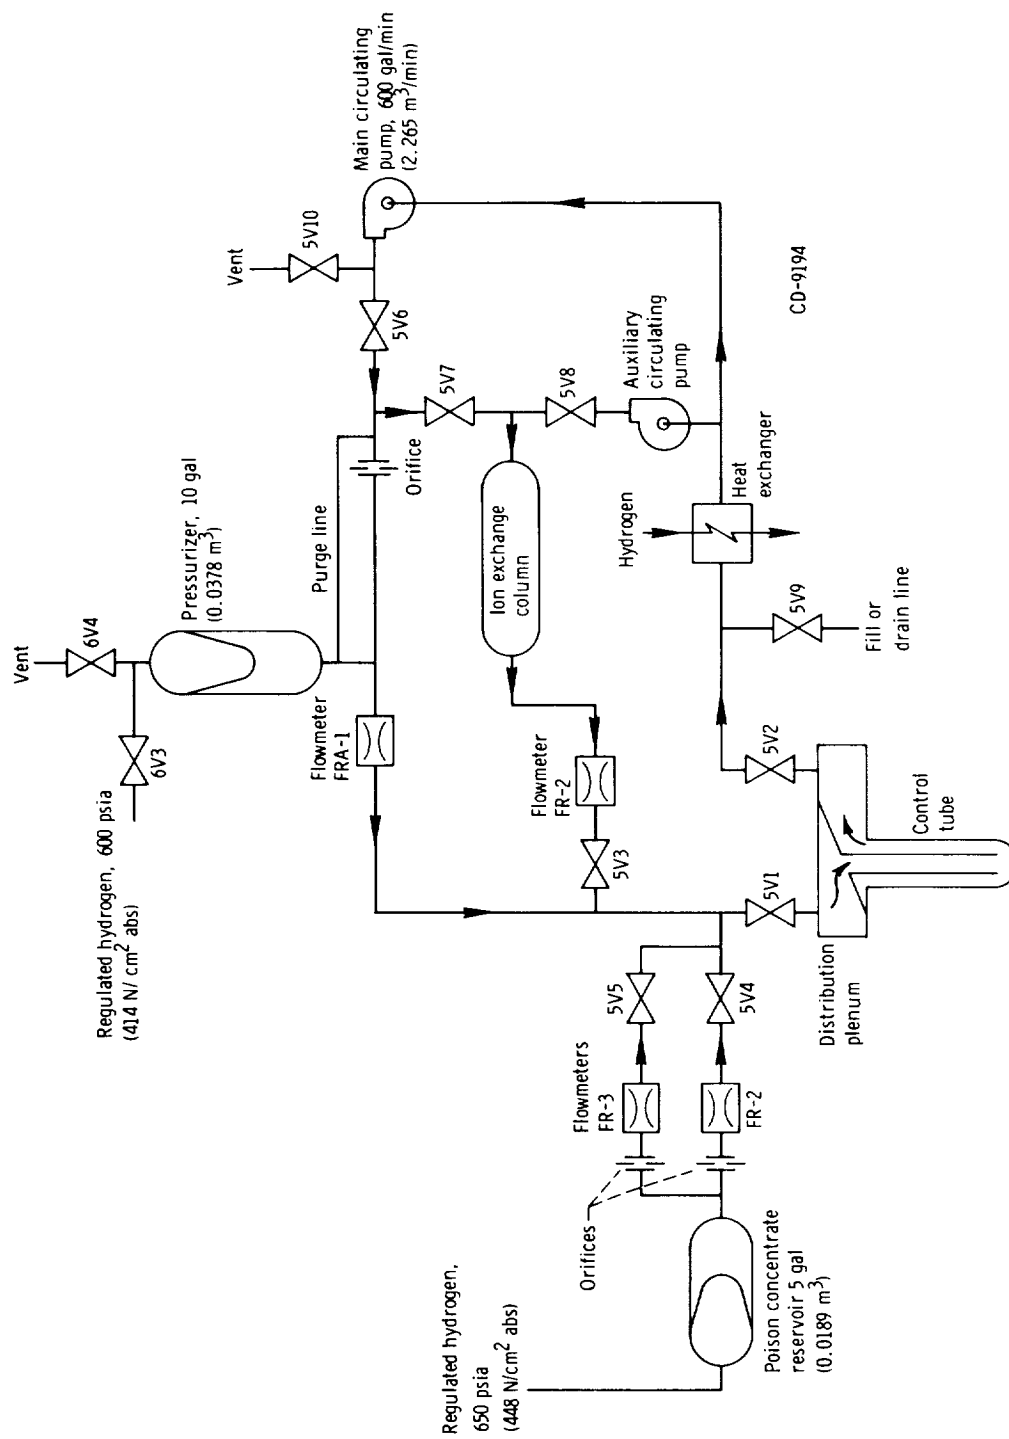 Regulated hydrogen,
650 psia
(448 N/cm2 abs)
Poison concentrate
reservoir 5 gal
(0.0189 m3)
Orifices
Flowmeters
FR-3
FR-2
5V5
5V4
Distribution
plenum
5V1
Control
tube
5V2
Regulated hydrogen, 600 psia
(414 N/ cm2 abs)
6V3
Vent
6V4
Pressurizer, 10 gal
(0.0378 m3)
Flowmeter
FRA-1
Purge line
Orifice
Flowmeter
FR-2
5V3
Ion exchange
column
Fill or
drain line
5V9
Hydrogen
Heat
exchanger
Auxiliary
circulating
pump
5V7
5V8
5V6
Vent
5V10
Main circulating
pump, 600 gal/min
(2.265 m3/min)
CD-9194